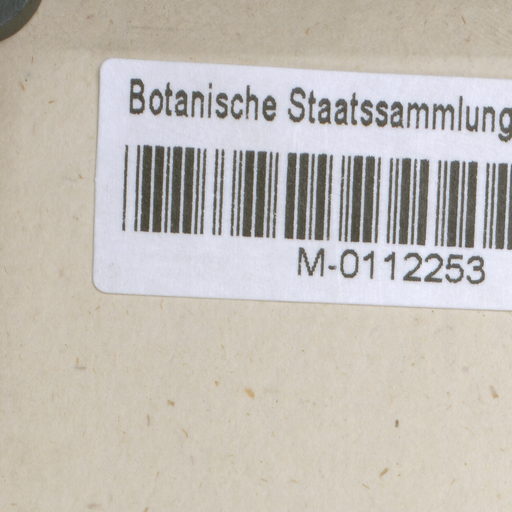 Botanische Staatssammlung
M-0112253